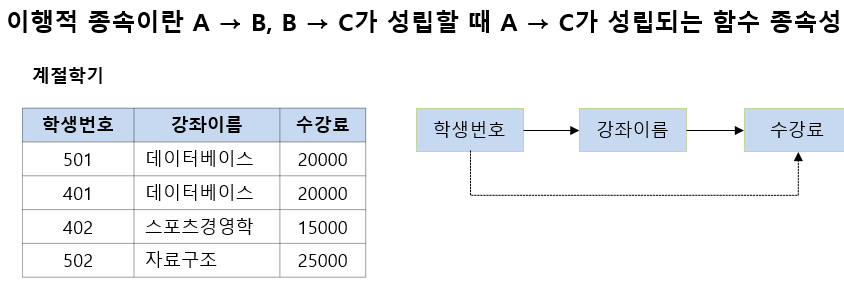 이행적 종속이란 A → B, B → C가 성립할 때 A → C가 성립되는 함수 종속성
계절학기
학생번호 강좌이름 수강료
501 데이터베이스 20000
401 데이터베이스 20000
402 스포츠경영학 15000
502 자료구조 25000
학생번호 강좌이름 수강료